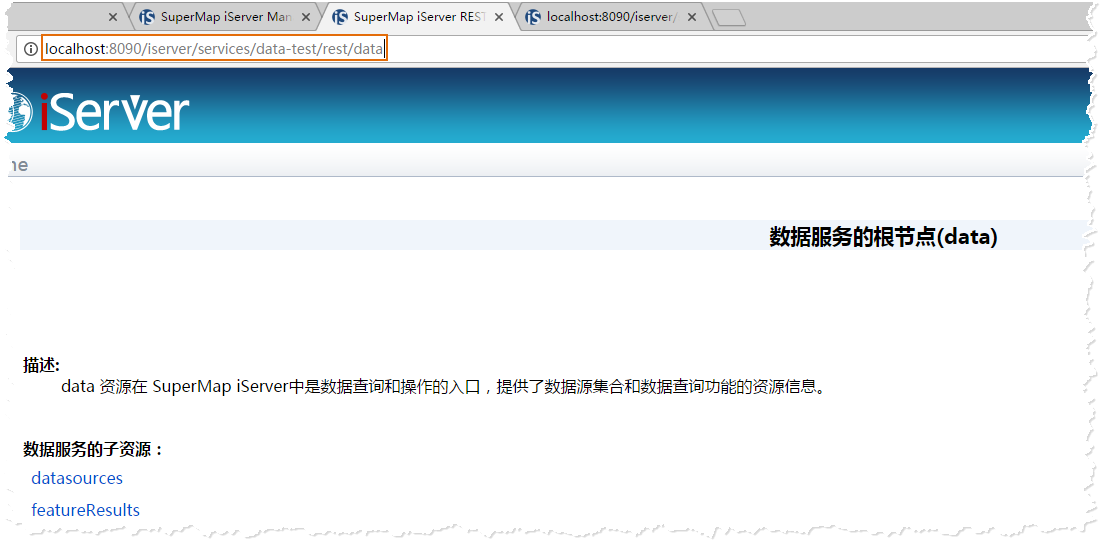 SuperMap iServer Man
SuperMap iServer REST
localhost:8090/iserver/
localhost:8090/iserver/services/data-test/rest/data
iServer
数据服务的根节点(data)
描述:
data 资源在 SuperMap iServer中是数据查询和操作的入口，提供了数据源集合和数据查询功能的资源信息。
数据服务的子资源：
datasources
featureResults